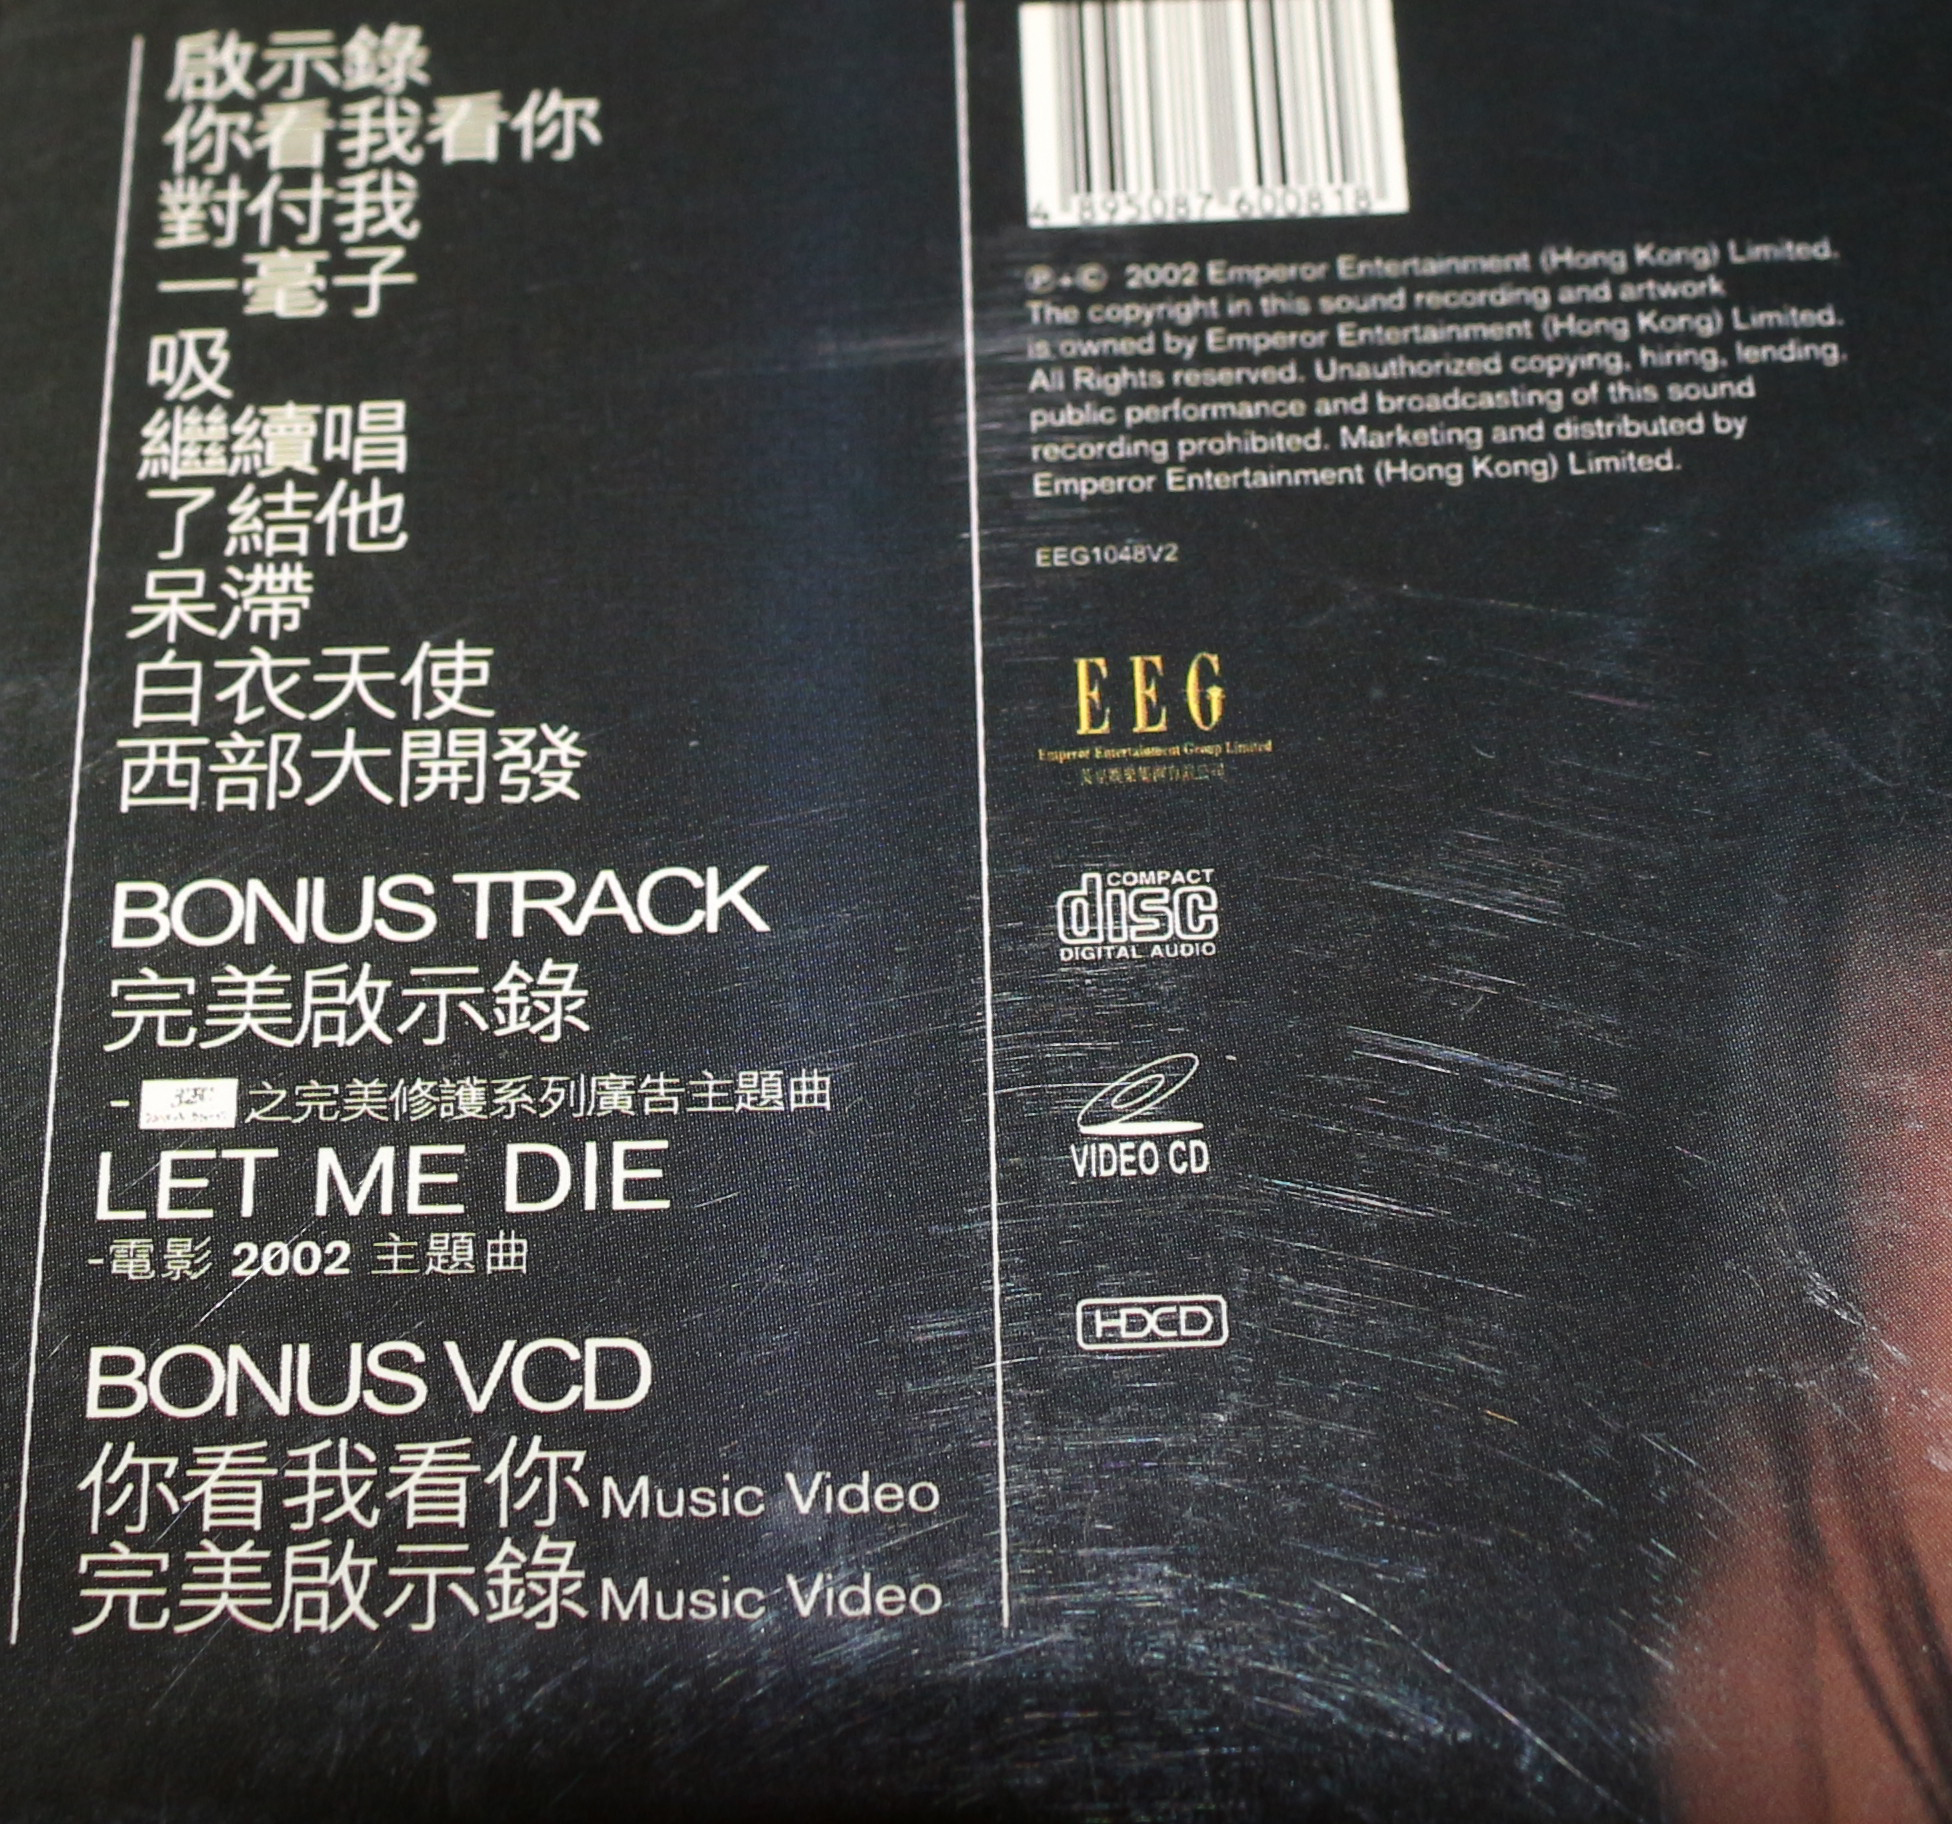 啟示錄
你看我看你
對付我
一毫子
吸
繼續唱
了結他
呆滯
白衣天使
西部大開發
BONUS TRACK
完美啟示錄
- 之完美修護系列廣告主題曲
LET ME DIE
-電影 2002 主題曲
BONUS VCD
你看我看你 Music Video
完美啟示錄 Music Video
4 895087 600818
℗+© 2002 Emperor Entertainment (Hong Kong) Limited.
The copyright in this sound recording and artwork
is owned by Emperor Entertainment (Hong Kong) Limited.
All Rights reserved. Unauthorized copying, hiring, lending,
public performance and broadcasting of this sound
recording prohibited. Marketing and distributed by
Emperor Entertainment (Hong Kong) Limited.
EEG1048V2
EEG
Emperor Entertainment Group Limited
COMPACT
disc
DIGITAL AUDIO
VIDEO CD
HDCD